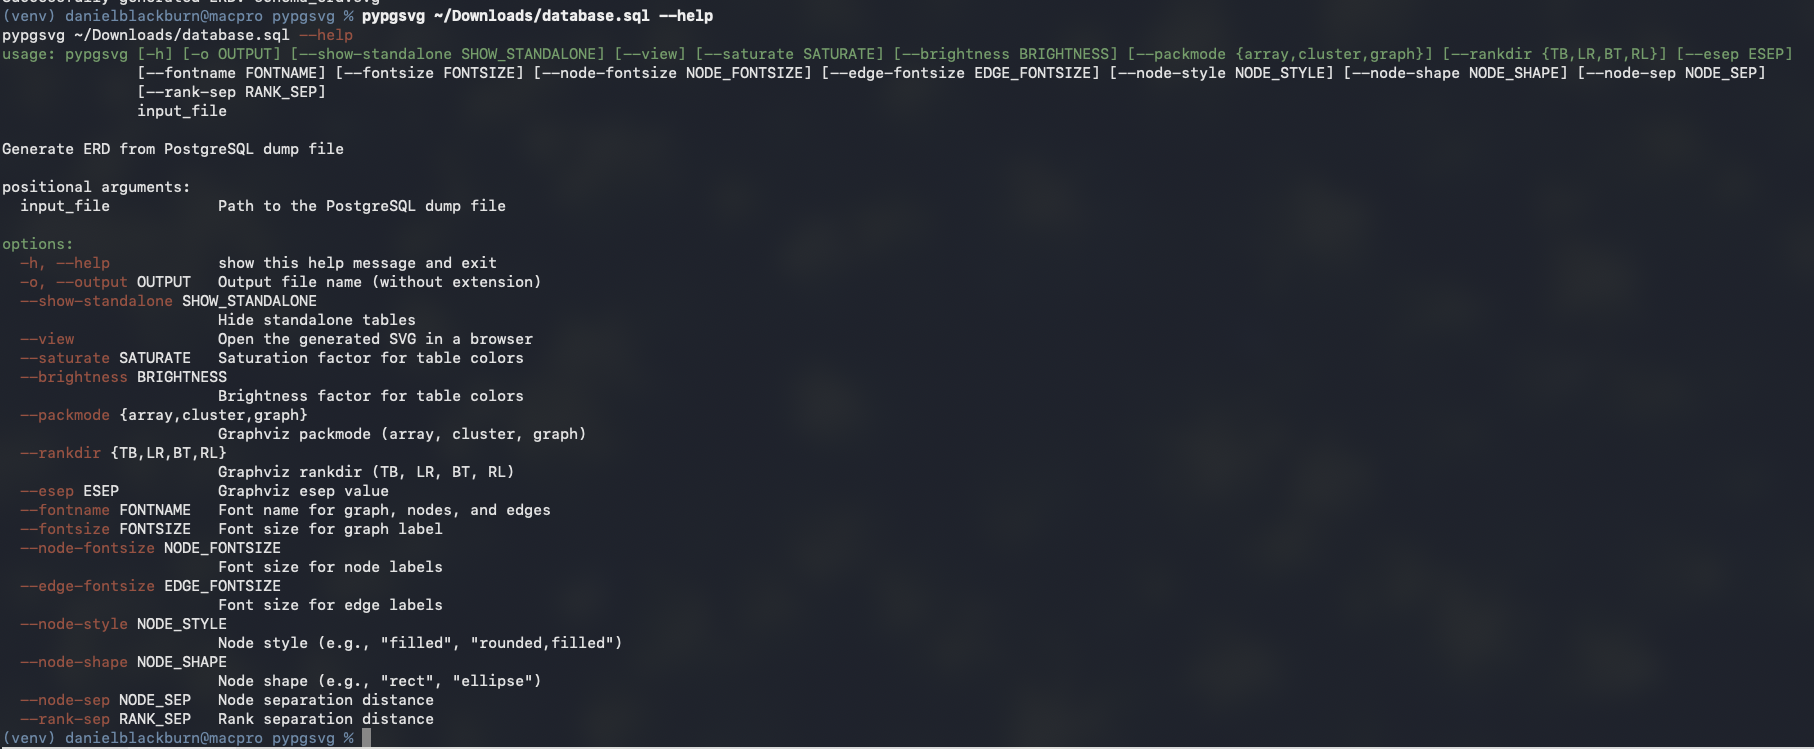 (venv) danielblackburn@macpro pypgsvg % pypgsvg ~/Downloads/database.sql --help
pypgsvg ~/Downloads/database.sql --help
usage: pypgsvg [-h] [-o OUTPUT] [--show-standalone SHOW_STANDALONE] [--view] [--saturate SATURATE] [--brightness BRIGHTNESS] [--packmode {array,cluster,graph}] [--rankdir {TB,LR,BT,RL}] [--esep ESEP]
[--fontname FONTNAME] [--fontsize FONTSIZE] [--node-fontsize NODE_FONTSIZE] [--edge-fontsize EDGE_FONTSIZE] [--node-style NODE_STYLE] [--node-shape NODE_SHAPE] [--node-sep NODE_SEP]
[--rank-sep RANK_SEP]
input_file
Generate ERD from PostgreSQL dump file
positional arguments:
input_file Path to the PostgreSQL dump file
options:
-h, --help show this help message and exit
-o, --output OUTPUT Output file name (without extension)
--show-standalone SHOW_STANDALONE
Hide standalone tables
--view Open the generated SVG in a browser
--saturate SATURATE Saturation factor for table colors
--brightness BRIGHTNESS
Brightness factor for table colors
--packmode {array,cluster,graph}
Graphviz packmode (array, cluster, graph)
--rankdir {TB,LR,BT,RL}
Graphviz rankdir (TB, LR, BT, RL)
--esep ESEP Graphviz esep value
--fontname FONTNAME Font name for graph, nodes, and edges
--fontsize FONTSIZE Font size for graph label
--node-fontsize NODE_FONTSIZE
Font size for node labels
--edge-fontsize EDGE_FONTSIZE
Font size for edge labels
--node-style NODE_STYLE
Node style (e.g., "filled", "rounded,filled")
--node-shape NODE_SHAPE
Node shape (e.g., "rect", "ellipse")
--node-sep NODE_SEP Node separation distance
--rank-sep RANK_SEP Rank separation distance
(venv) danielblackburn@macpro pypgsvg %